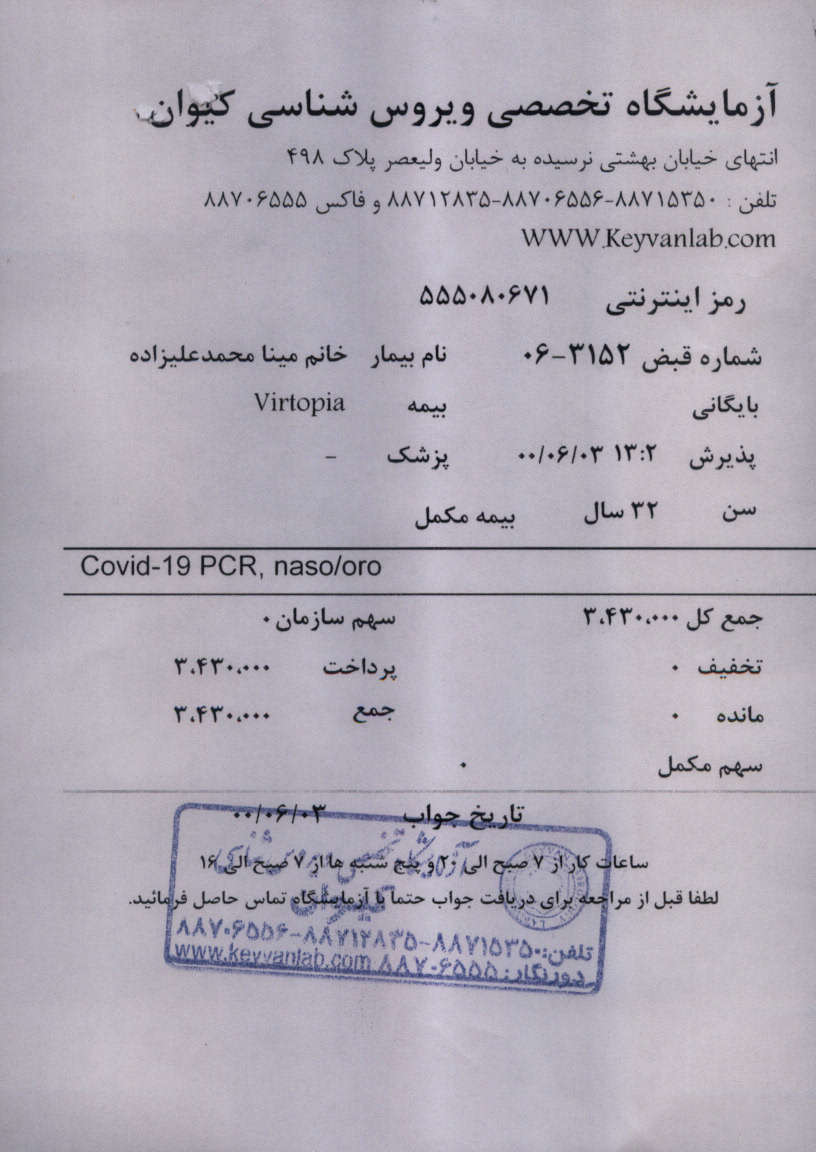 آزمایشگاه تخصصی ویروس شناسی کیوان
انتهای خیابان بهشتی نرسیده به خیابان ولیعصر پلاک ۴۹۸
تلفن : ۸۸۷۱۵۳۵۰-۸۸۷۰۶۵۵۶-۸۸۷۱۲۸۳۵ و فاکس ۸۸۷۰۶۵۵۵
WWW.Keyvanlab.com
رمز اینترنتی ۵۵۵۰۸۰۶۷۱
شماره قبض ۳۱۵۲-۰۶ نام بیمار خانم مینا محمدعلیزاده
بایگانی بیمه Virtopia
پذیرش ۱۳:۲ ۰۰/۰۶/۰۳ پزشک -
سن ۳۲ سال بیمه مکمل
Covid-19 PCR, naso/oro
جمع کل ۳،۴۳۰،۰۰۰ سهم سازمان ۰
تخفیف ۰ پرداخت ۳،۴۳۰،۰۰۰
مانده ۰ جمع ۳،۴۳۰،۰۰۰
سهم مکمل ۰
تاریخ جواب ۰۰/۰۶/۰۳
ساعات کار از ۷ صبح الی ۲۰ و پنج شنبه ها از ۷ صبح الی ۱۶
لطفا قبل از مراجعه برای دریافت جواب حتما با آزمایشگاه تماس حاصل فرمائید.
آزمایشگاه تخصصی ویروس شناسی
کیوان
تلفن: ۸۸۷۱۵۳۵۰-۸۸۷۱۲۸۳۵-۸۸۷۰۶۵۵۶
دورنگار: ۸۸۷۰۶۵۵۵ www.keyvanlab.com